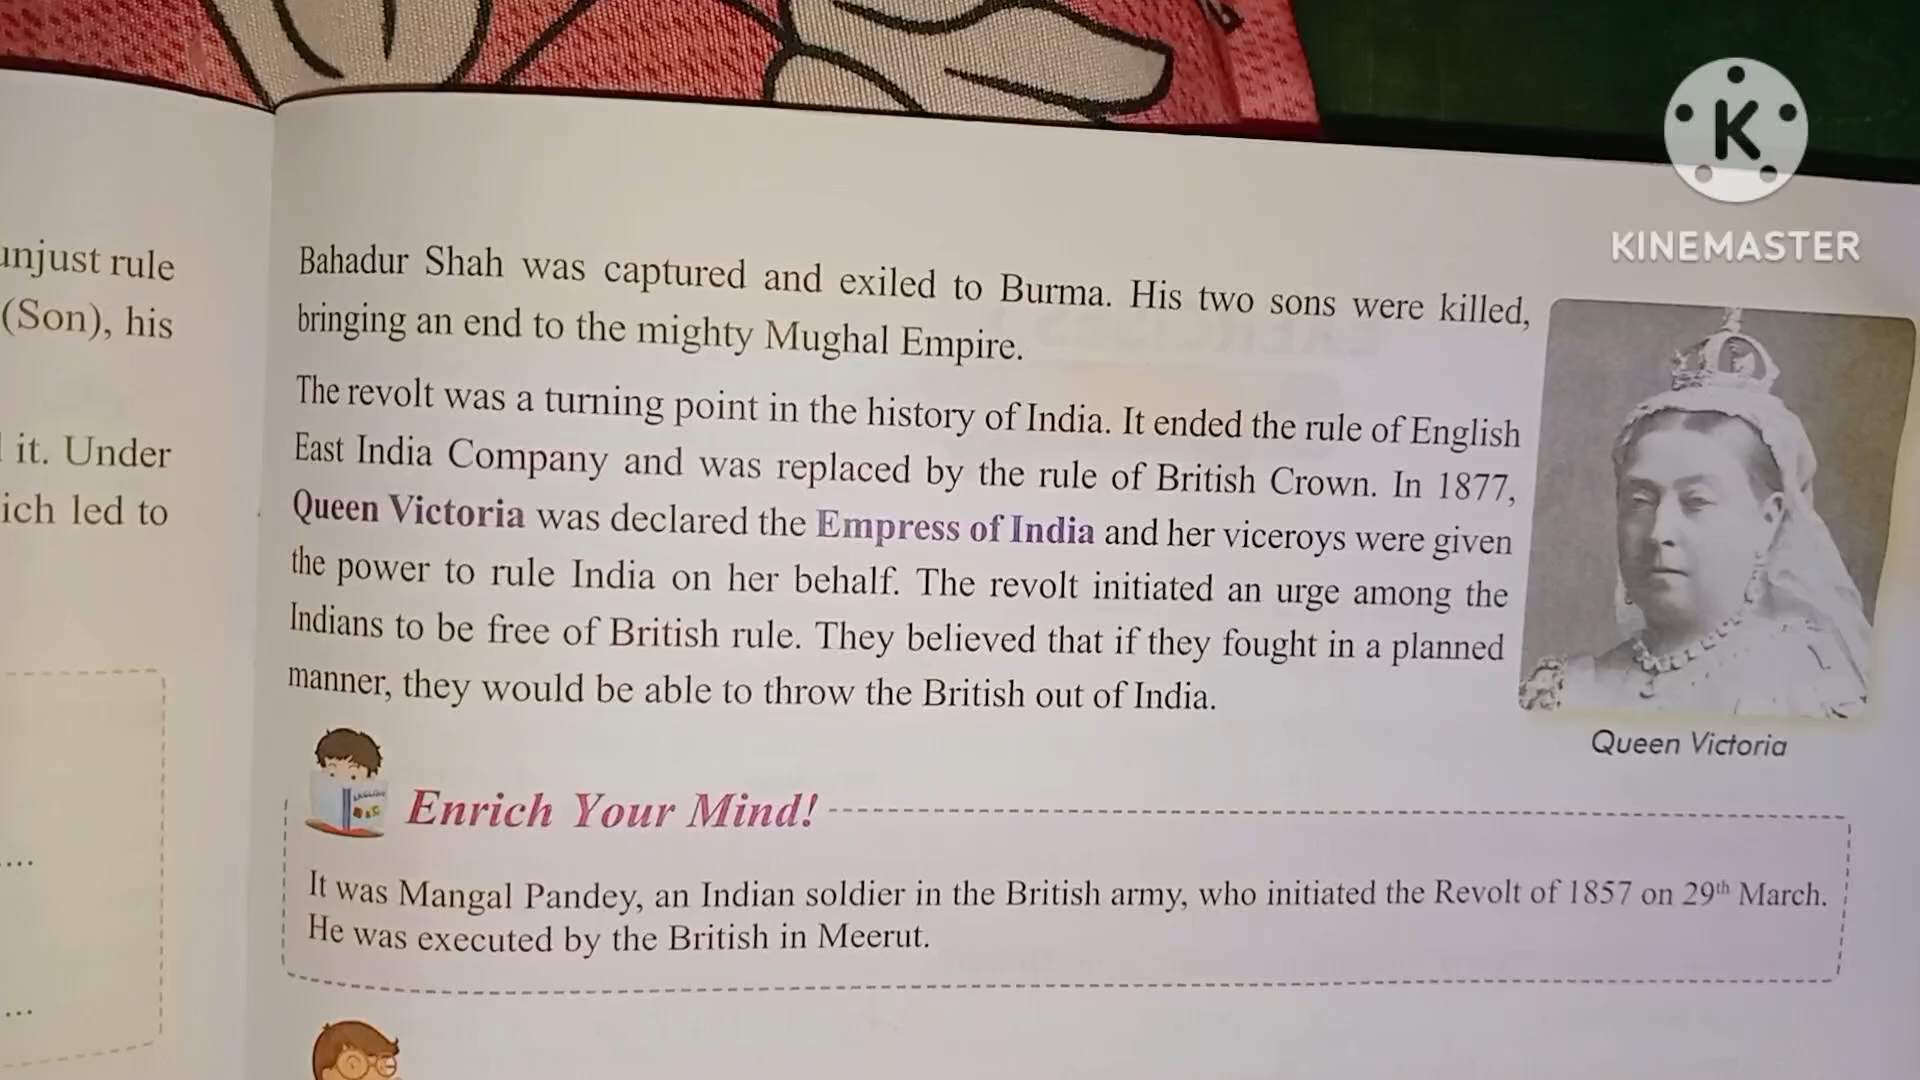 unjust rule
(Son), his
it. Under
ich led to
....
...
Bahadur Shah was captured and exiled to Burma. His two sons were killed,
bringing an end to the mighty Mughal Empire.
The revolt was a turning point in the history of India. It ended the rule of English
East India Company and was replaced by the rule of British Crown. In 1877,
Queen Victoria was declared the Empress of India and her viceroys were given
the power to rule India on her behalf. The revolt initiated an urge among the
Indians to be free of British rule. They believed that if they fought in a planned
manner, they would be able to throw the British out of India.
Queen Victoria
Enrich Your Mind!
It was Mangal Pandey, an Indian soldier in the British army, who initiated the Revolt of 1857 on 29th March.
He was executed by the British in Meerut.
K
KINEMASTER